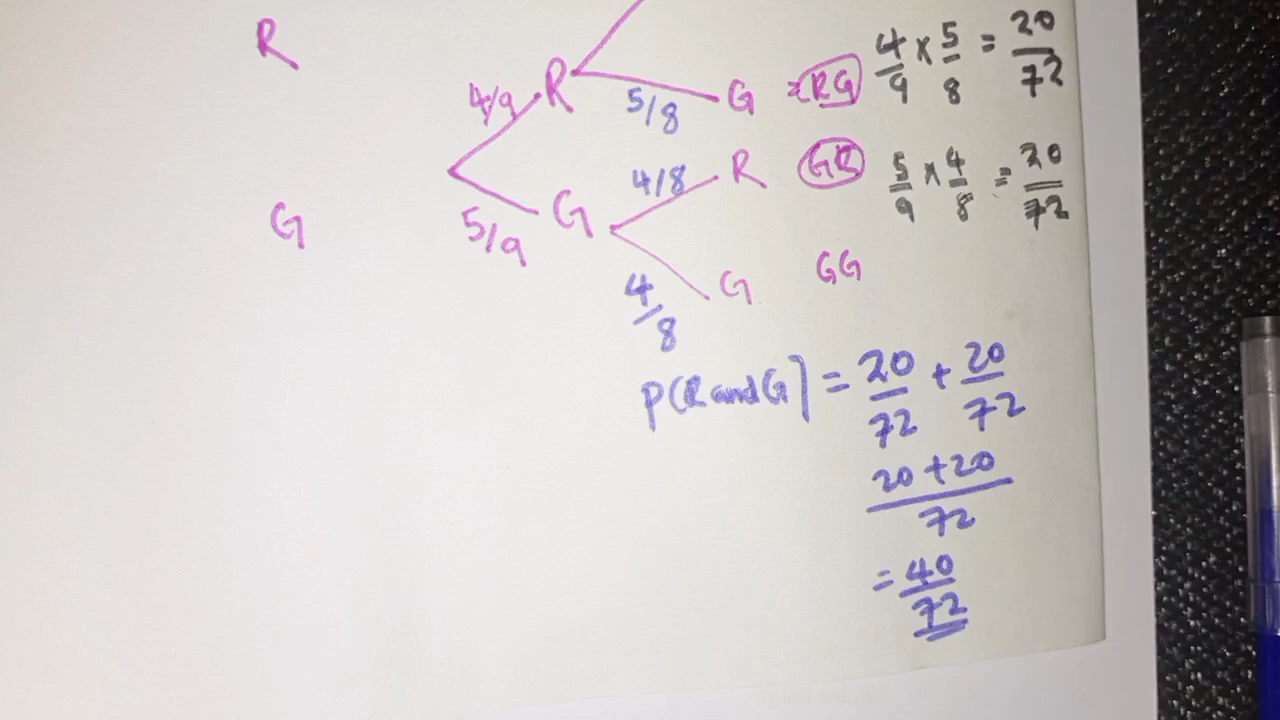 R
4/9 R 5/8 G = RG 4/9 × 5/8 = 20/72
4/8 R GR 5/9 × 4/8 = 20/72
G 5/9 G
4/8 G GG
P(R and G) = 20/72 + 20/72
20 + 20/72
= 40/72